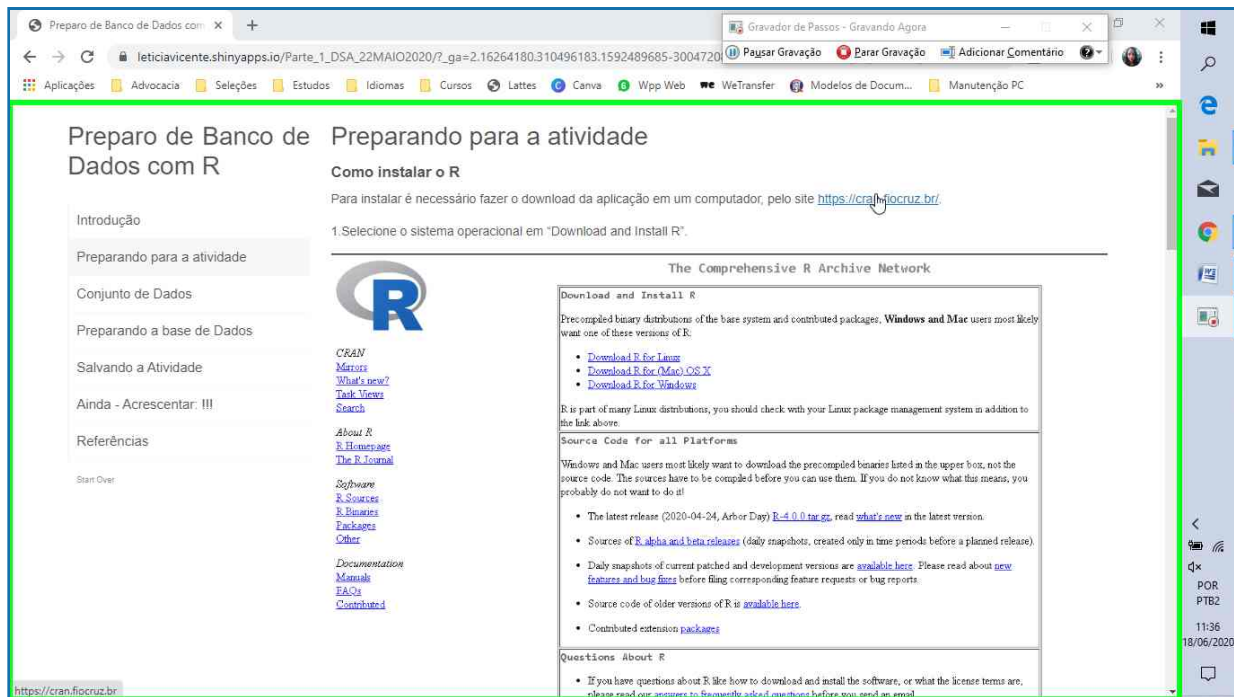 Preparo de Banco de Dados com
Gravador de Passos - Gravando Agora
Pausar Gravação
Parar Gravação
Adicionar Comentário
leticiavicente.shinyapps.io/Parte_1_DSA_22MAIO2020/?_ga=2.16264180.310496183.1592489685-3004720
Aplicações
Advocacia
Seleções
Estudos
Idiomas
Cursos
Lattes
Canva
Wpp Web
WeTransfer
Modelos de Docum...
Manutenção PC
»
Preparo de Banco de
Dados com R
Introdução
Preparando para a atividade
Conjunto de Dados
Preparando a base de Dados
Salvando a Atividade
Ainda - Acrescentar: !!!
Referências
Start Over
Preparando para a atividade
Como instalar o R
Para instalar é necessário fazer o download da aplicação em um computador, pelo site https://cran.fiocruz.br/.
1.Selecione o sistema operacional em “Download and Install R”.
CRAN
Mirrors
What's new?
Task Views
Search
About R
R Homepage
The R Journal
Software
R Sources
R Binaries
Packages
Other
Documentation
Manuals
FAQs
Contributed
The Comprehensive R Archive Network
Download and Install R
Precompiled binary distributions of the base system and contributed packages, Windows and Mac users most likely
want one of these versions of R:
• Download R for Linux
• Download R for (Mac) OS X
• Download R for Windows
R is part of many Linux distributions, you should check with your Linux package management system in addition to
the link above.
Source Code for all Platforms
Windows and Mac users most likely want to download the precompiled binaries listed in the upper box, not the
source code. The sources have to be compiled before you can use them. If you do not know what this means, you
probably do not want to do it!
• The latest release (2020-04-24, Arbor Day) R-4.0.0.tar.gz, read what's new in the latest version.
• Sources of R alpha and beta releases (daily snapshots, created only in time periods before a planned release).
• Daily snapshots of current patched and development versions are available here. Please read about new
features and bug fixes before filing corresponding feature requests or bug reports.
• Source code of older versions of R is available here.
• Contributed extension packages
Questions About R
• If you have questions about R like how to download and install the software, or what the license terms are,
please read our answers to frequently asked questions before you send an email.
https://cran.fiocruz.br
POR
PTB2
11:36
18/06/2020